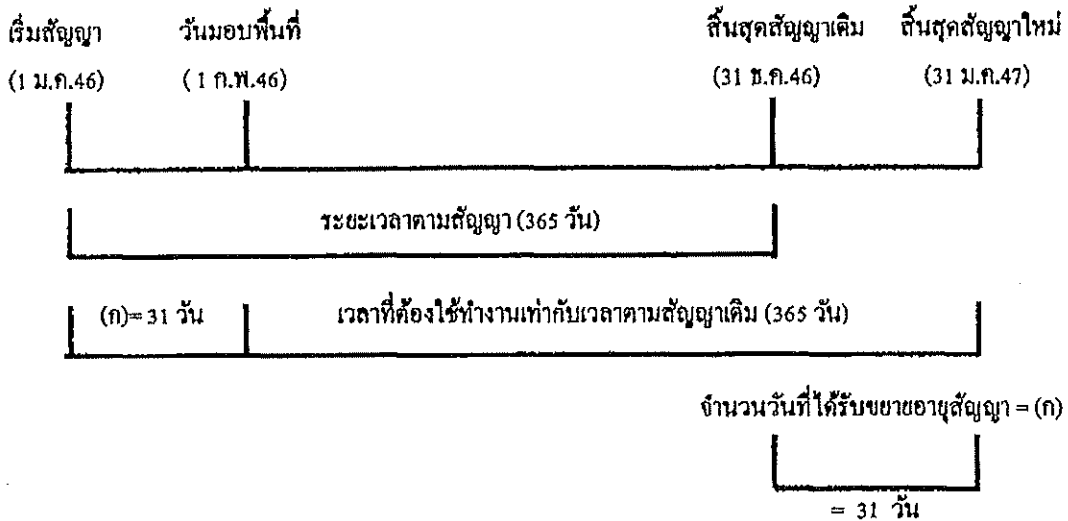 เริ่มสัญญา วันมอบพื้นที่ สิ้นสุดสัญญาเดิม สิ้นสุดสัญญาใหม่
(1 ม.ค.46) ( 1 ก.พ.46) (31 ธ.ค.46) (31 ม.ค.47)
ระยะเวลาตามสัญญา (365 วัน)
(ก)= 31 วัน เวลาที่ต้องใช้ทำงานเท่ากับเวลาตามสัญญาเดิม (365 วัน)
จำนวนวันที่ได้รับขยายอายุสัญญา = (ก)
= 31 วัน